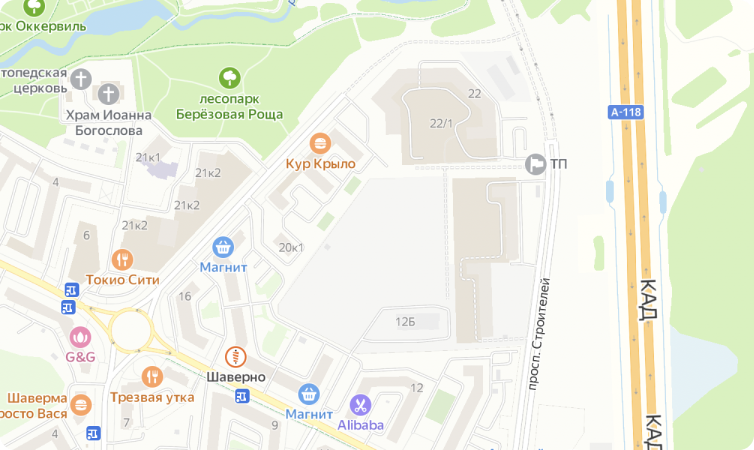 рк Оккервиль
топедская
церковь
Храм Иоанна
Богослова
лесопарк
Берёзовая Роща
22
22/1
А-118
21к1
21к2
Кур Крыло
ТП
4
21к2
21к2
6
20к1
Магнит
Токио Сити
КАД
16
просп. Строителей
12Б
G&G
Шаверно
Трезвая утка
Шаверма
росто Вася
12
Магнит
Alibaba
7
9
КАД